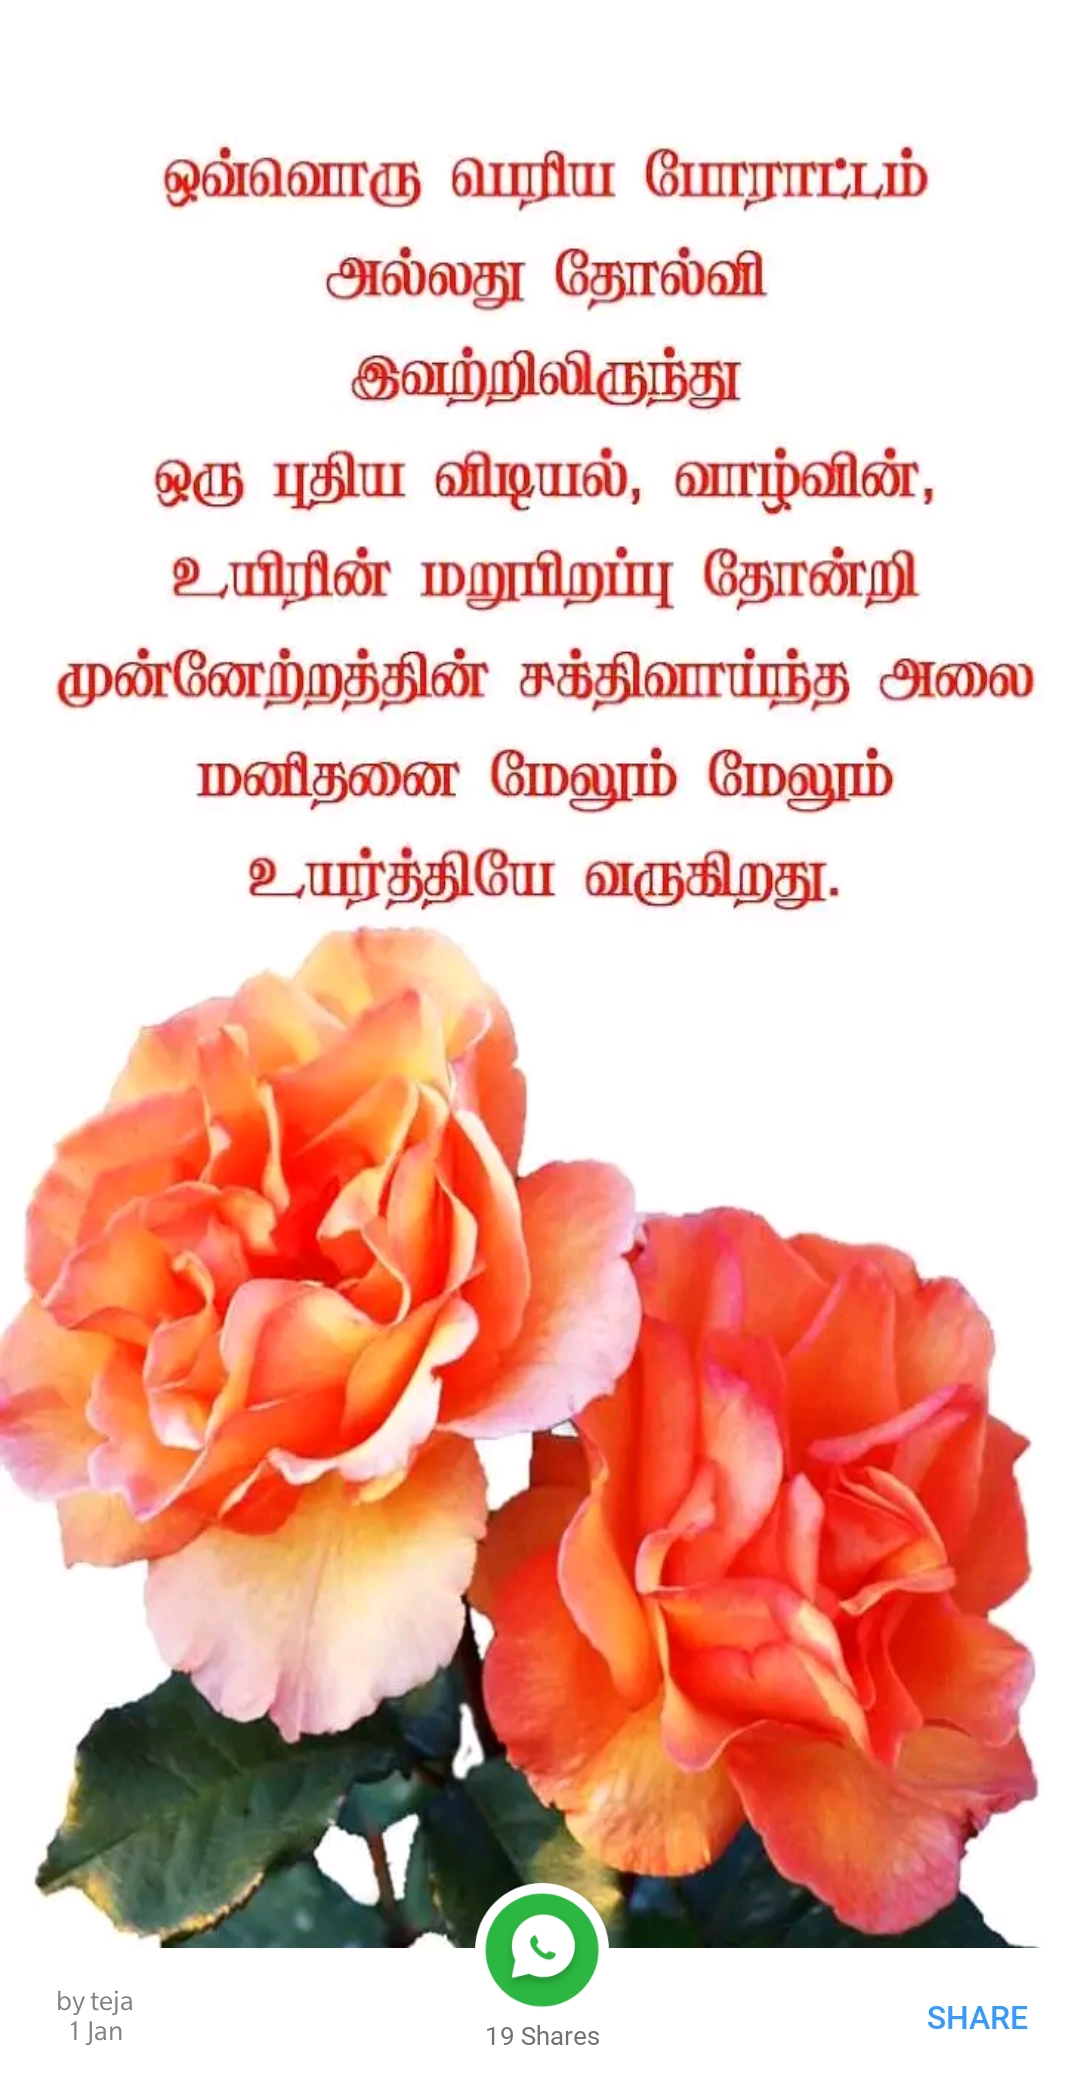 ஒவ்வொரு பெரிய போராட்டம்
அல்லது தோல்வி
இவற்றிலிருந்து
ஒரு புதிய விடியல், வாழ்வின்,
உயிரின் மறுபிறப்பு தோன்றி
முன்னேற்றத்தின் சக்திவாய்ந்த அலை
மனிதனை மேலும் மேலும்
உயர்த்தியே வருகிறது.
by teja
1 Jan
19 Shares
SHARE